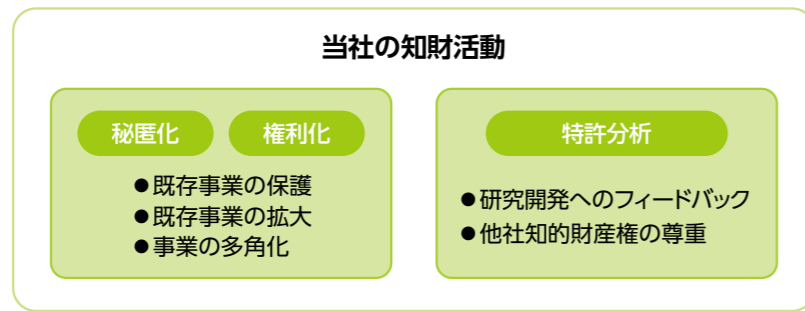 当社の知財活動
秘匿化 権利化
●既存事業の保護
●既存事業の拡大
●事業の多角化
特許分析
●研究開発へのフィードバック
●他社知的財産権の尊重